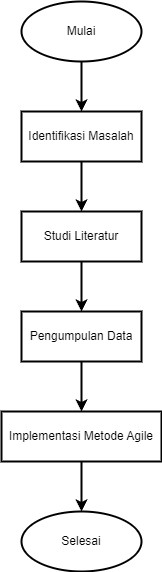 Mulai
Identifikasi Masalah
Studi Literatur
Pengumpulan Data
Implementasi Metode Agile
Selesai